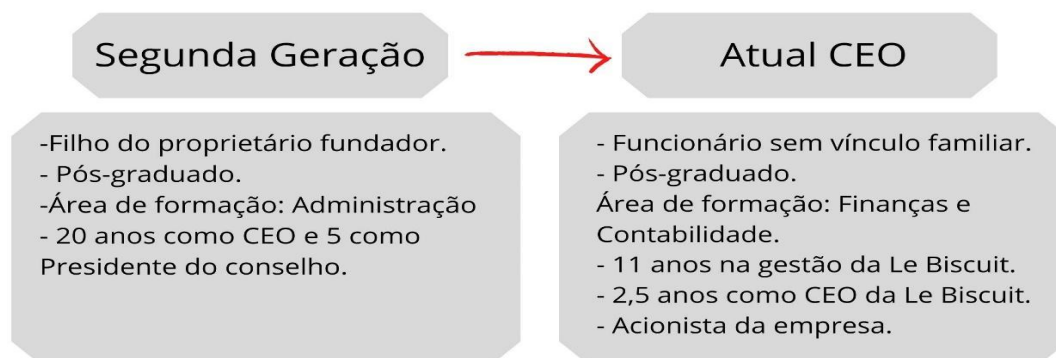 Segunda Geração
Atual CEO
-Filho do proprietário fundador.
- Pós-graduado.
-Área de formação: Administração
- 20 anos como CEO e 5 como
Presidente do conselho.
- Funcionário sem vínculo familiar.
- Pós-graduado.
Área de formação: Finanças e
Contabilidade.
- 11 anos na gestão da Le Biscuit.
- 2,5 anos como CEO da Le Biscuit.
- Acionista da empresa.